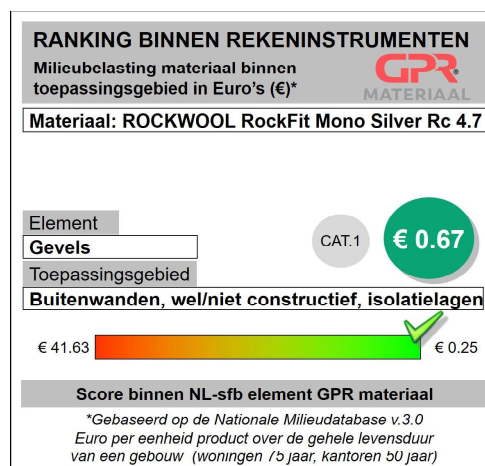 RANKING BINNEN REKENINSTRUMENTEN
Milieubelasting materiaal binnen
toepassingsgebied in Euro's (€)*
GPR®
MATERIAAL
Materiaal: ROCKWOOL RockFit Mono Silver Rc 4.7
Element
Gevels
CAT.1
€ 0.67
Toepassingsgebied
Buitenwanden, wel/niet constructief, isolatielagen
€ 41.63
€ 0.25
Score binnen NL-sfb element GPR materiaal
*Gebaseerd op de Nationale Milieudatabase v.3.0
Euro per eenheid product over de gehele levensduur
van een gebouw (woningen 75 jaar, kantoren 50 jaar)